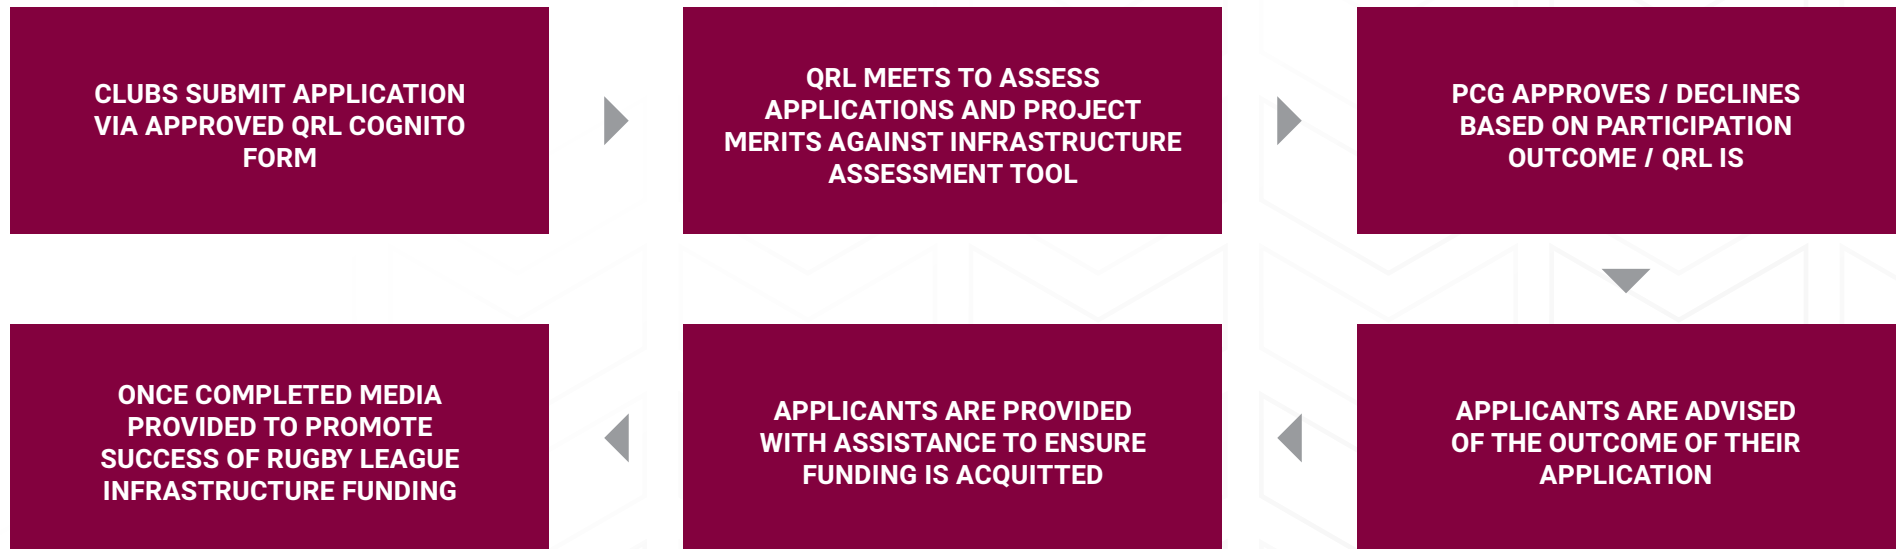 CLUBS SUBMIT APPLICATION
VIA APPROVED QRL COGNITO
FORM
QRL MEETS TO ASSESS
APPLICATIONS AND PROJECT
MERITS AGAINST INFRASTRUCTURE
ASSESSMENT TOOL
PCG APPROVES / DECLINES
BASED ON PARTICIPATION
OUTCOME / QRL IS
APPLICANTS ARE ADVISED
OF THE OUTCOME OF THEIR
APPLICATION
APPLICANTS ARE PROVIDED
WITH ASSISTANCE TO ENSURE
FUNDING IS ACQUITTED
ONCE COMPLETED MEDIA
PROVIDED TO PROMOTE
SUCCESS OF RUGBY LEAGUE
INFRASTRUCTURE FUNDING